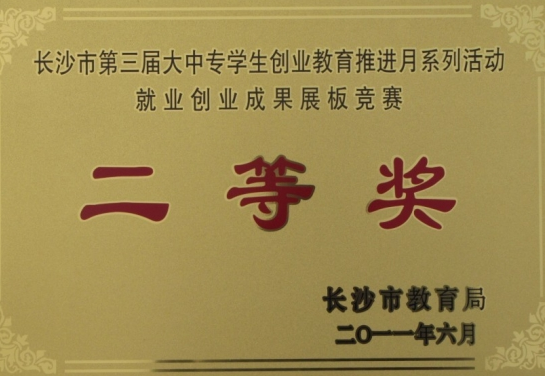 长沙市第三届大中专学生创业教育推进月系列活动
就业创业成果展板竞赛
二等奖
长沙市教育局
二〇一一年六月